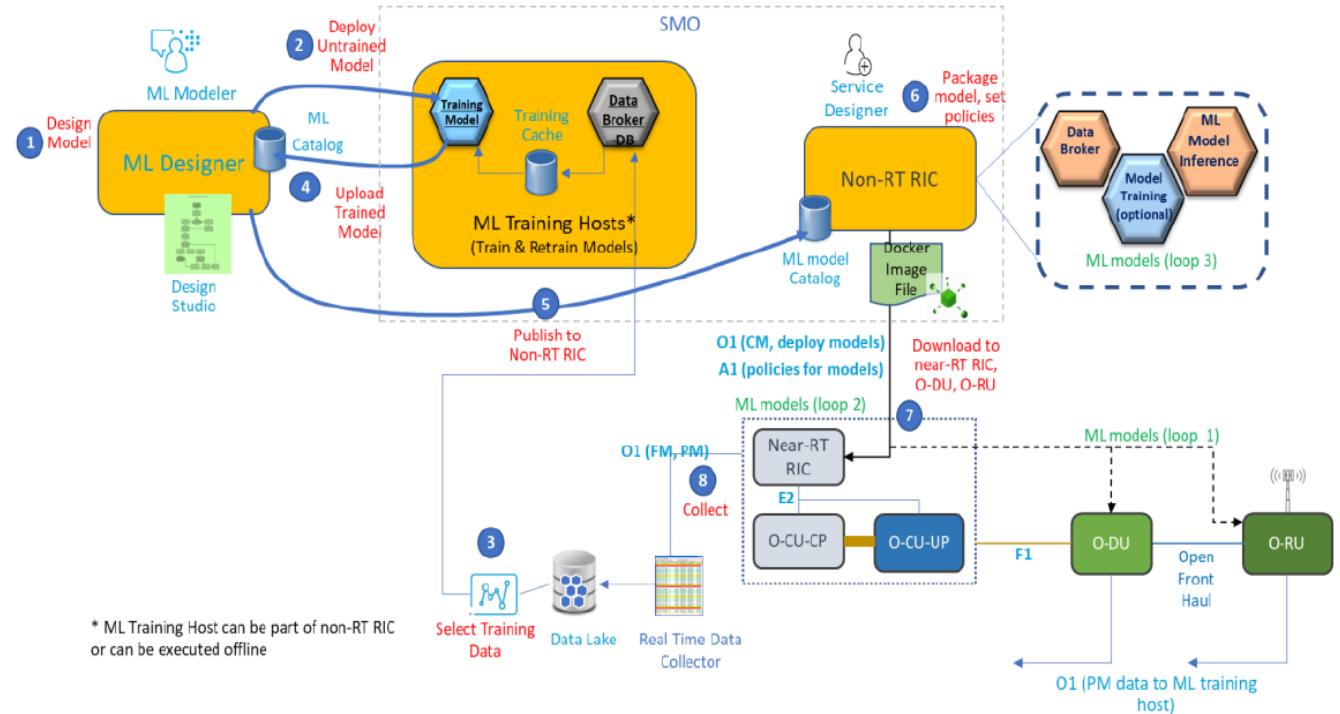 SMO
2
Deploy
Untrained
Model
ML Modeler
1
Design
Model
ML Designer
ML
Catalog
4
Upload
Trained
Model
Design
Studio
Training
Model
Training
Cache
Data
Broker
-DB
ML Training Hosts*
(Train & Retrain Models)
5
Publish to
Non-RT RIC
Service
Designer
6
Package
model, set
policies
Non-RT RIC
ML model
Catalog
Docker
Image
File
Data
Broker
ML
Model
Inference
Model
Training
(optional)
ML models (loop 3)
O1 (CM, deploy models)
A1 (policies for models)
Download to
near-RT RIC,
O-DU, O-RU
ML models (loop 2)
7
Near-RT
RIC
E2
O-CU-CP
O-CU-UP
O1 (FM, PM)
8
Collect
ML models (loop 1)
F1
O-DU
Open
Front
Haul
O-RU
3
Select Training
Data
Data Lake
Real Time Data
Collector
* ML Training Host can be part of non-RT RIC
or can be executed offline
O1 (PM data to ML training
host)